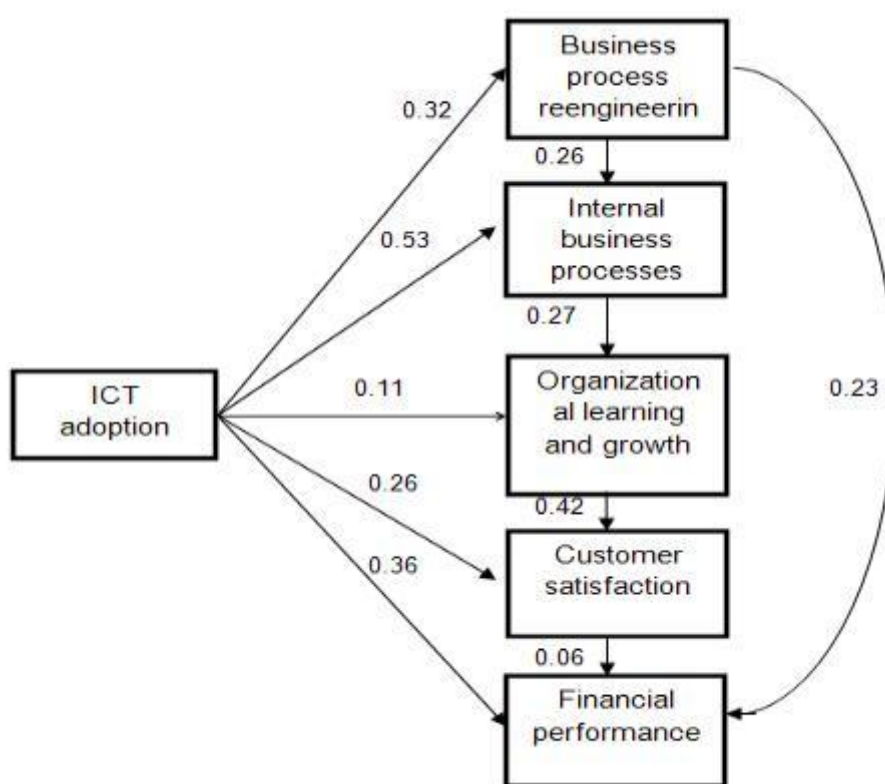 Business
process
reengineerin
0.32
0.26
Internal
business
processes
0.53
0.27
ICT
adoption
0.11
Organization
al learning
and growth
0.23
0.26
0.42
Customer
satisfaction
0.36
0.06
Financial
performance